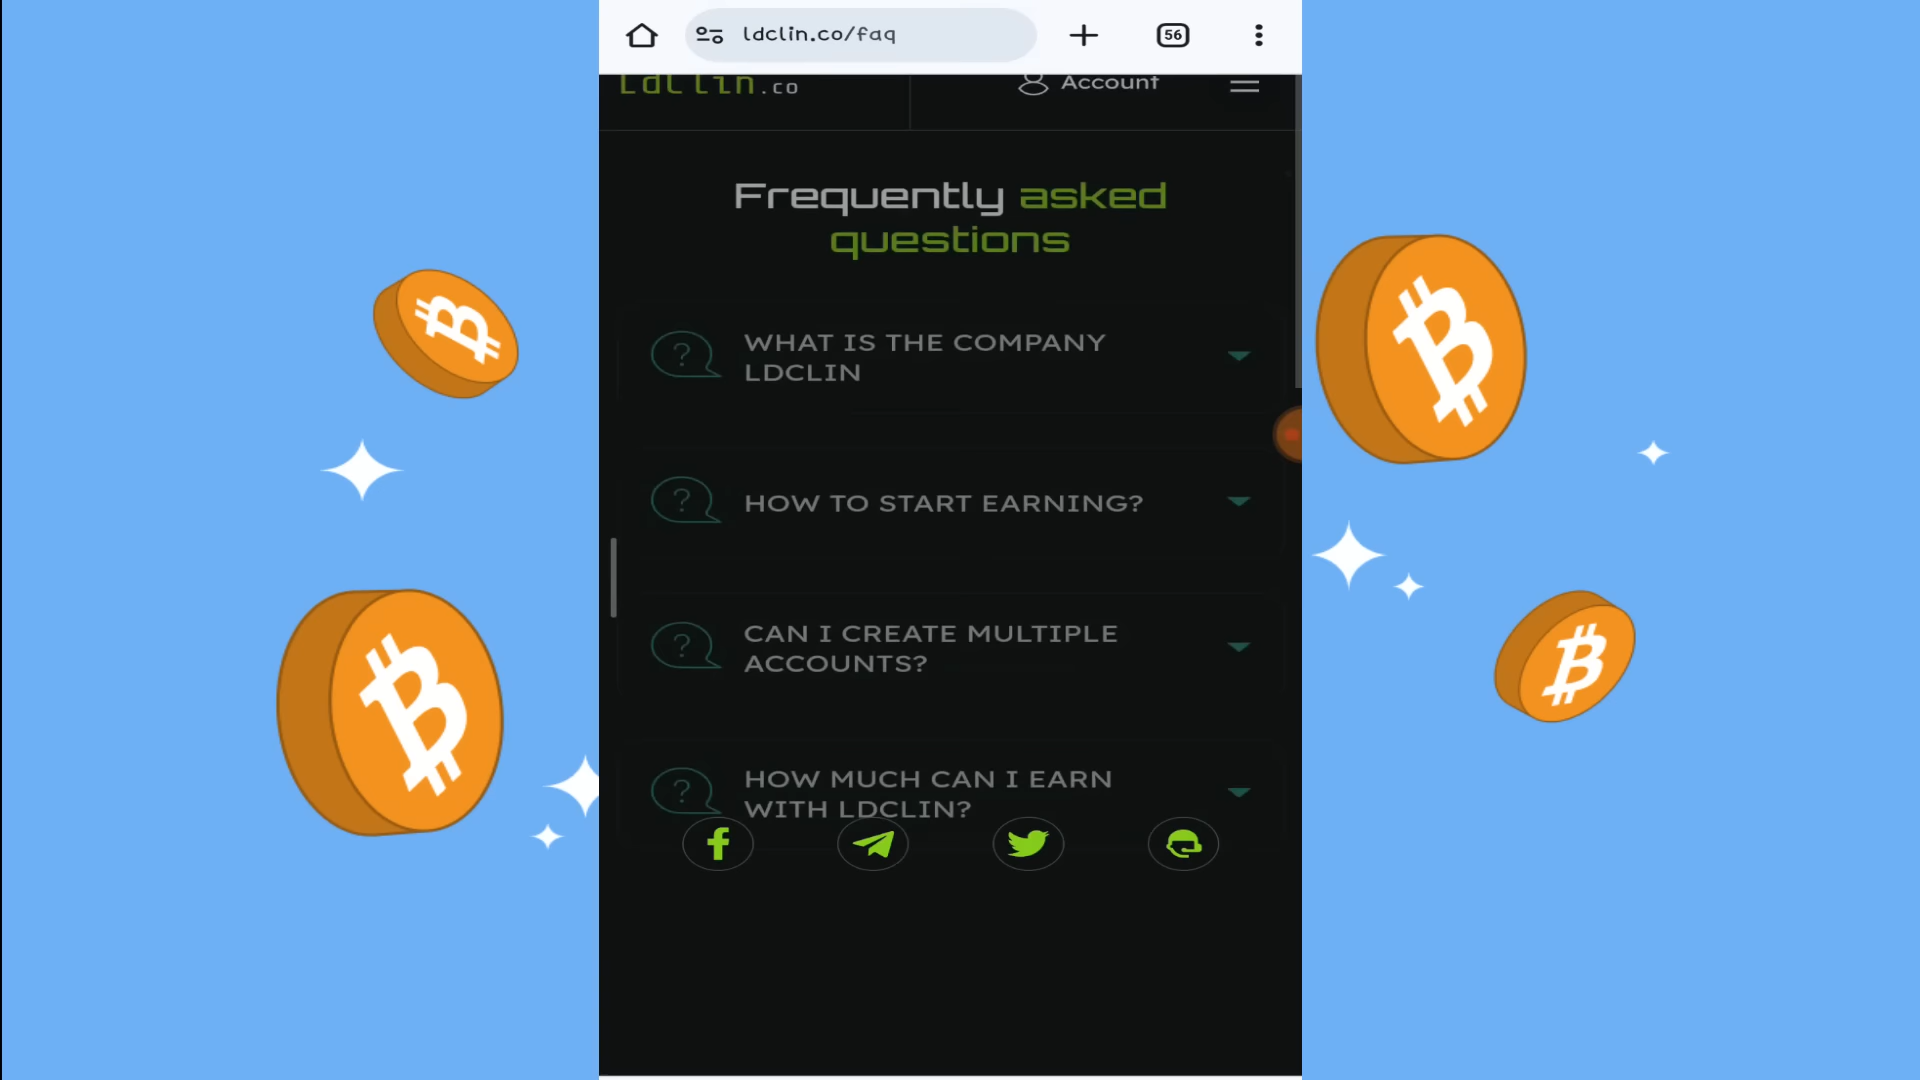 ldclin.co/faq
56
LdClin.co
Account
Frequently asked
questions
WHAT IS THE COMPANY
LDCLIN
HOW TO START EARNING?
CAN I CREATE MULTIPLE
ACCOUNTS?
HOW MUCH CAN I EARN
WITH LDCLIN?